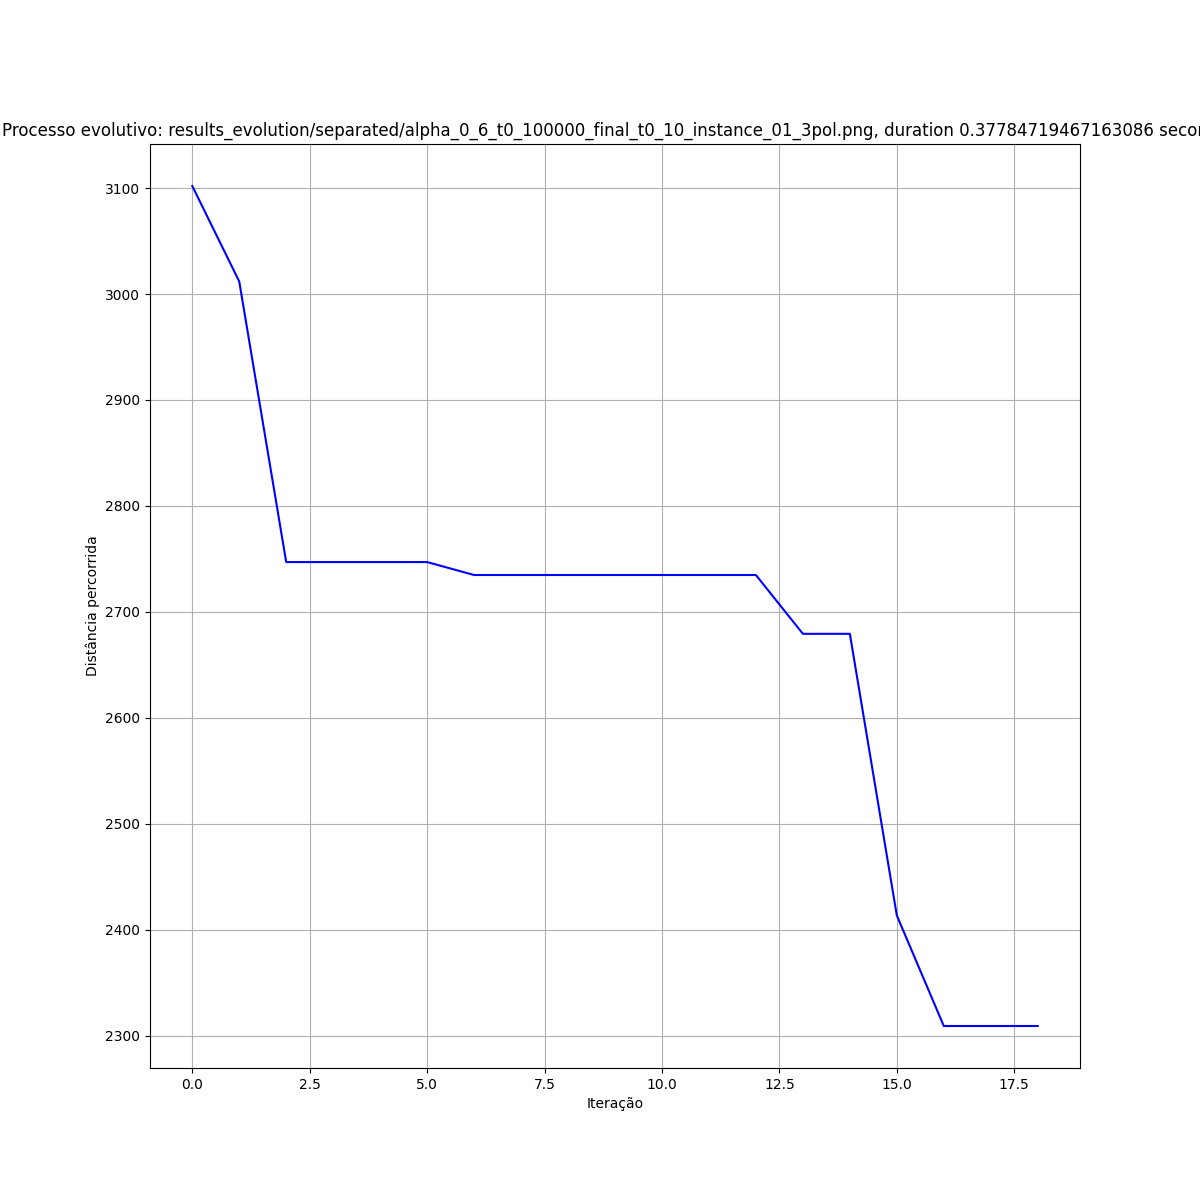 Processo evolutivo: results_evolution/separated/alpha_0_6_t0_100000_final_t0_10_instance_01_3pol.png, duration 0.37784719467163086
3100
3000
2900
2800
2700
2600
2500
2400
2300
Distância percorrida
0.0 2.5 5.0 7.5 10.0 12.5 15.0 17.5
Iteração